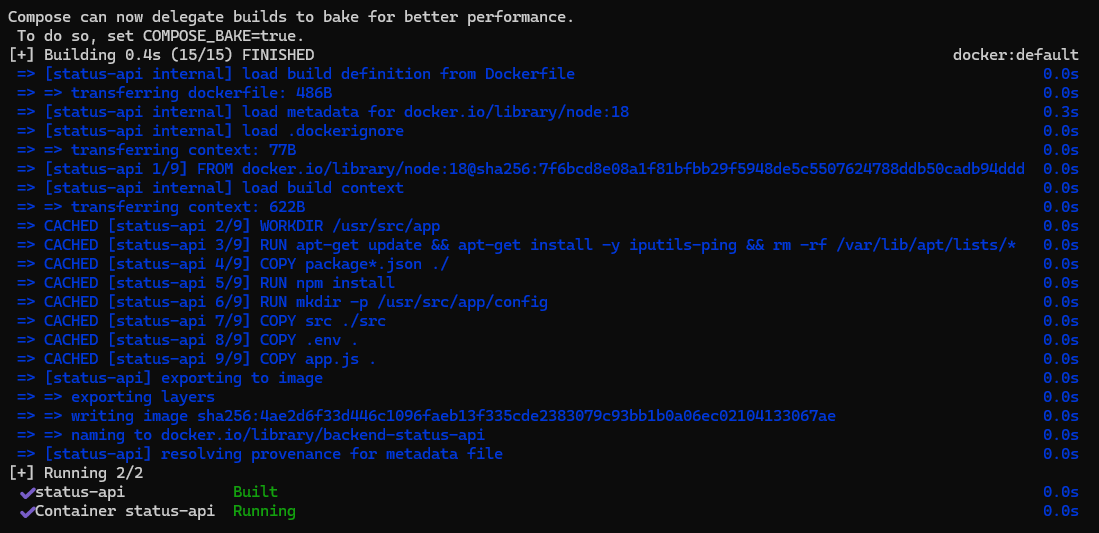 Compose can now delegate builds to bake for better performance.
 To do so, set COMPOSE_BAKE=true.
[+] Building 0.4s (15/15) FINISHED docker:default
 => [status-api internal] load build definition from Dockerfile 0.0s
 => => transferring dockerfile: 486B 0.0s
 => [status-api internal] load metadata for docker.io/library/node:18 0.3s
 => [status-api internal] load .dockerignore 0.0s
 => => transferring context: 77B 0.0s
 => [status-api 1/9] FROM docker.io/library/node:18@sha256:7f6bcd8e08a1f81bfbb29f5948de5c5507624788ddb50cadb94ddd 0.0s
 => [status-api internal] load build context 0.0s
 => => transferring context: 622B 0.0s
 => CACHED [status-api 2/9] WORKDIR /usr/src/app 0.0s
 => CACHED [status-api 3/9] RUN apt-get update && apt-get install -y iputils-ping && rm -rf /var/lib/apt/lists/* 0.0s
 => CACHED [status-api 4/9] COPY package*.json ./ 0.0s
 => CACHED [status-api 5/9] RUN npm install 0.0s
 => CACHED [status-api 6/9] RUN mkdir -p /usr/src/app/config 0.0s
 => CACHED [status-api 7/9] COPY src ./src 0.0s
 => CACHED [status-api 8/9] COPY .env . 0.0s
 => CACHED [status-api 9/9] COPY app.js . 0.0s
 => [status-api] exporting to image 0.0s
 => => exporting layers 0.0s
 => => writing image sha256:4ae2d6f33d446c1096faeb13f335cde2383079c93bb1b0a06ec02104133067ae 0.0s
 => => naming to docker.io/library/backend-status-api 0.0s
 => [status-api] resolving provenance for metadata file 0.0s
[+] Running 2/2
 ✔status-api Built 0.0s
 ✔Container status-api Running 0.0s